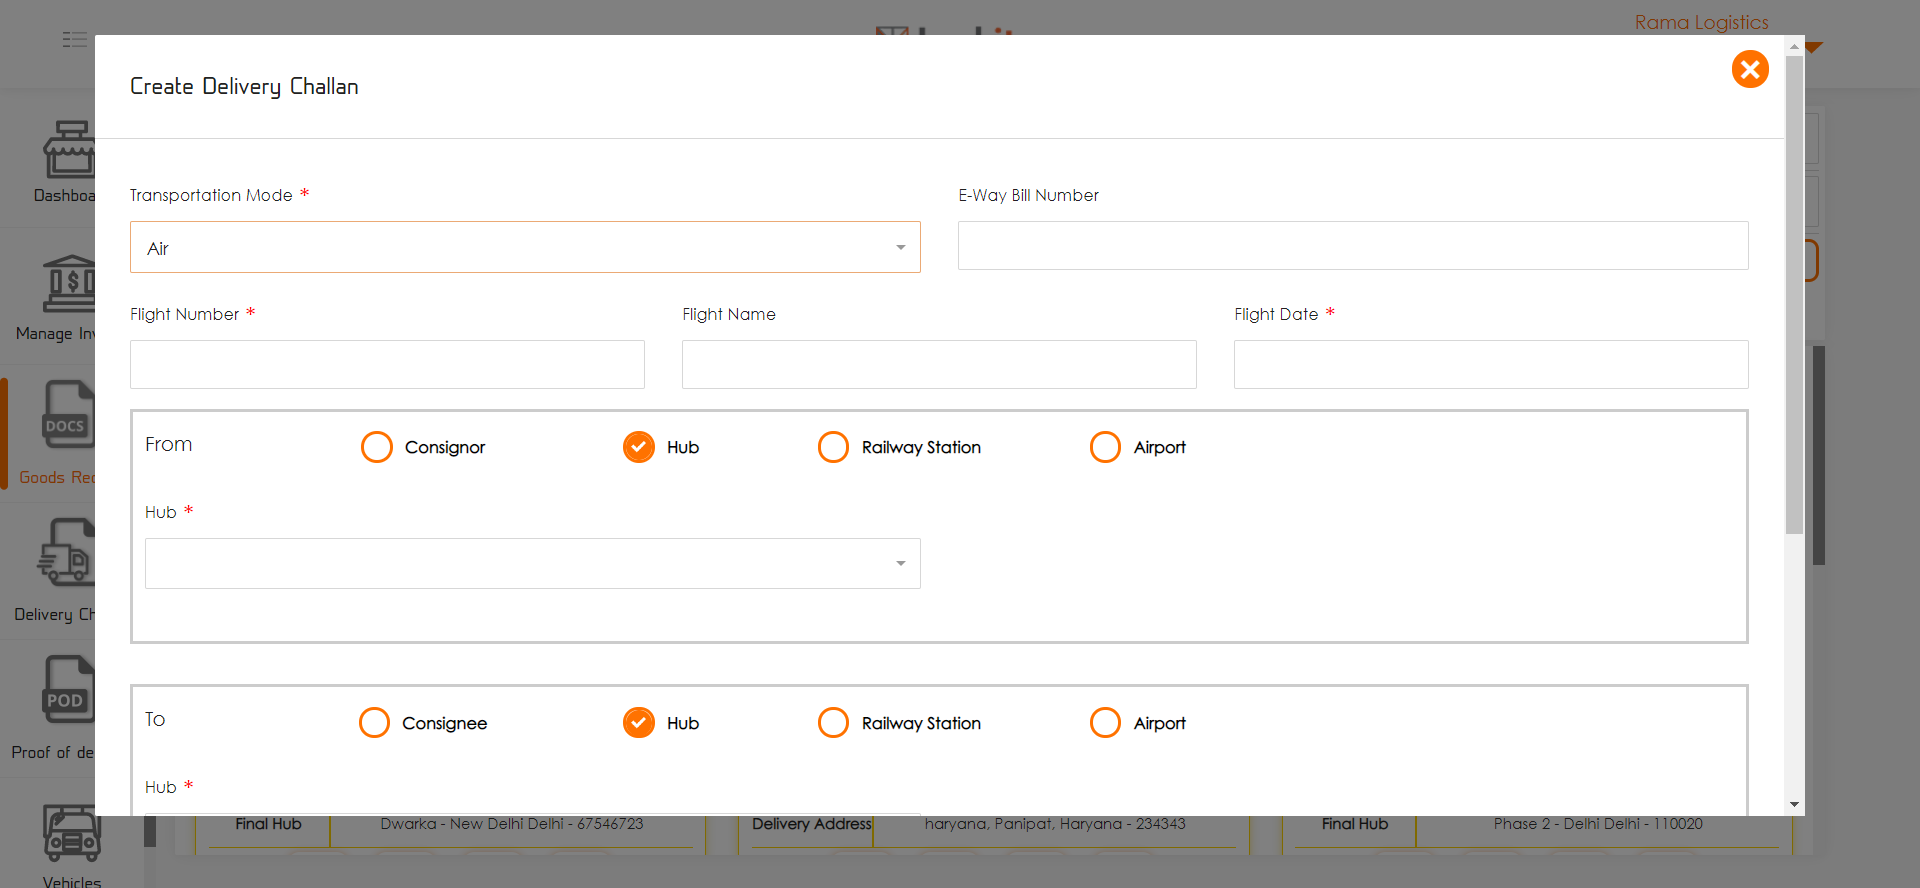 Rama Logistics
Create Delivery Challan
Transportation Mode *
E-Way Bill Number
Air
Flight Number *
Flight Name
Flight Date *
From
Consignor
Hub
Railway Station
Airport
Hub *
To
Consignee
Hub
Railway Station
Airport
Hub *
Dashboa
Manage Inv
DOCS
Goods Rec
Delivery Ch
POD
Proof of de
Vehicles
Final Hub
Dwarka - New Delhi Delhi - 67546723
Delivery Address
haryana, Panipat, Haryana - 234343
Final Hub
Phase 2 - Delhi Delhi - 110020